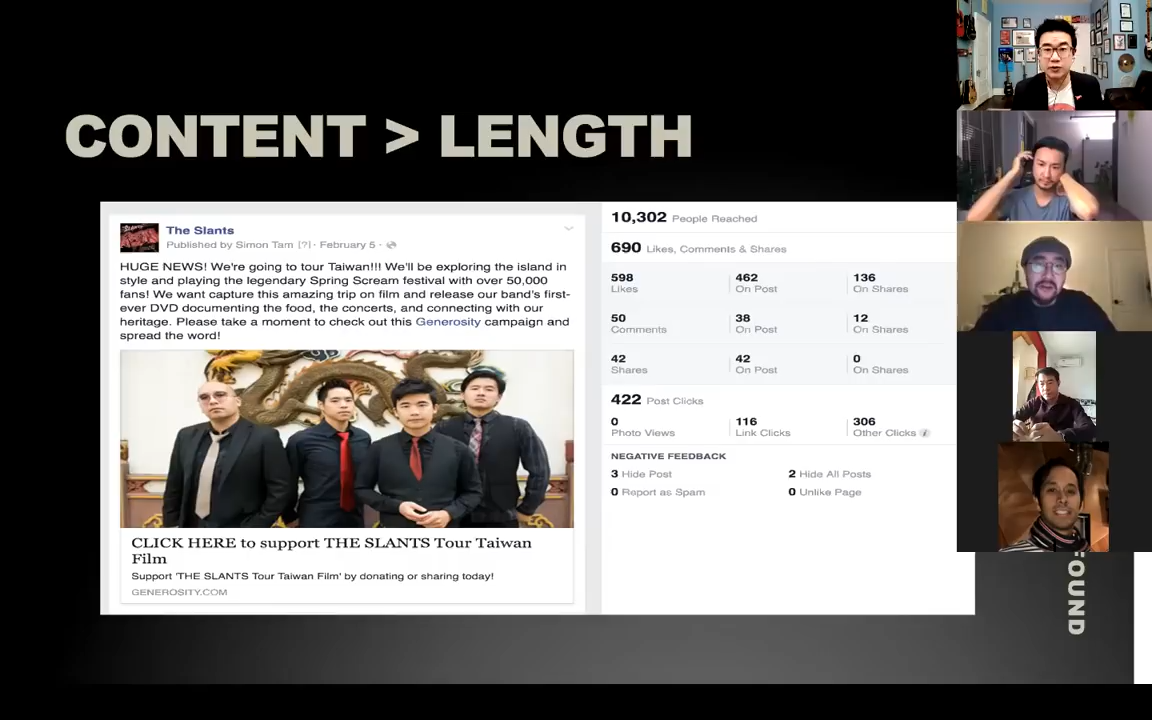 CONTENT > LENGTH
The Slants
Published by Simon Tam [?] · February 5 ·
HUGE NEWS! We're going to tour Taiwan!!! We'll be exploring the island in
style and playing the legendary Spring Scream festival with over 50,000
fans! We want capture this amazing trip on film and release our band's first-
ever DVD documenting the food, the concerts, and connecting with our
heritage. Please take a moment to check out this Generosity campaign and
spread the word!
CLICK HERE to support THE SLANTS Tour Taiwan
Film
Support 'THE SLANTS Tour Taiwan Film' by donating or sharing today!
GENEROSITY.COM
10,302 People Reached
690 Likes, Comments & Shares
598 462 136
Likes On Post On Shares
50 38 12
Comments On Post On Shares
42 42 0
Shares On Post On Shares
422 Post Clicks
0 116 306
Photo Views Link Clicks Other Clicks i
NEGATIVE FEEDBACK
3 Hide Post 2 Hide All Posts
0 Report as Spam 0 Unlike Page
OUND